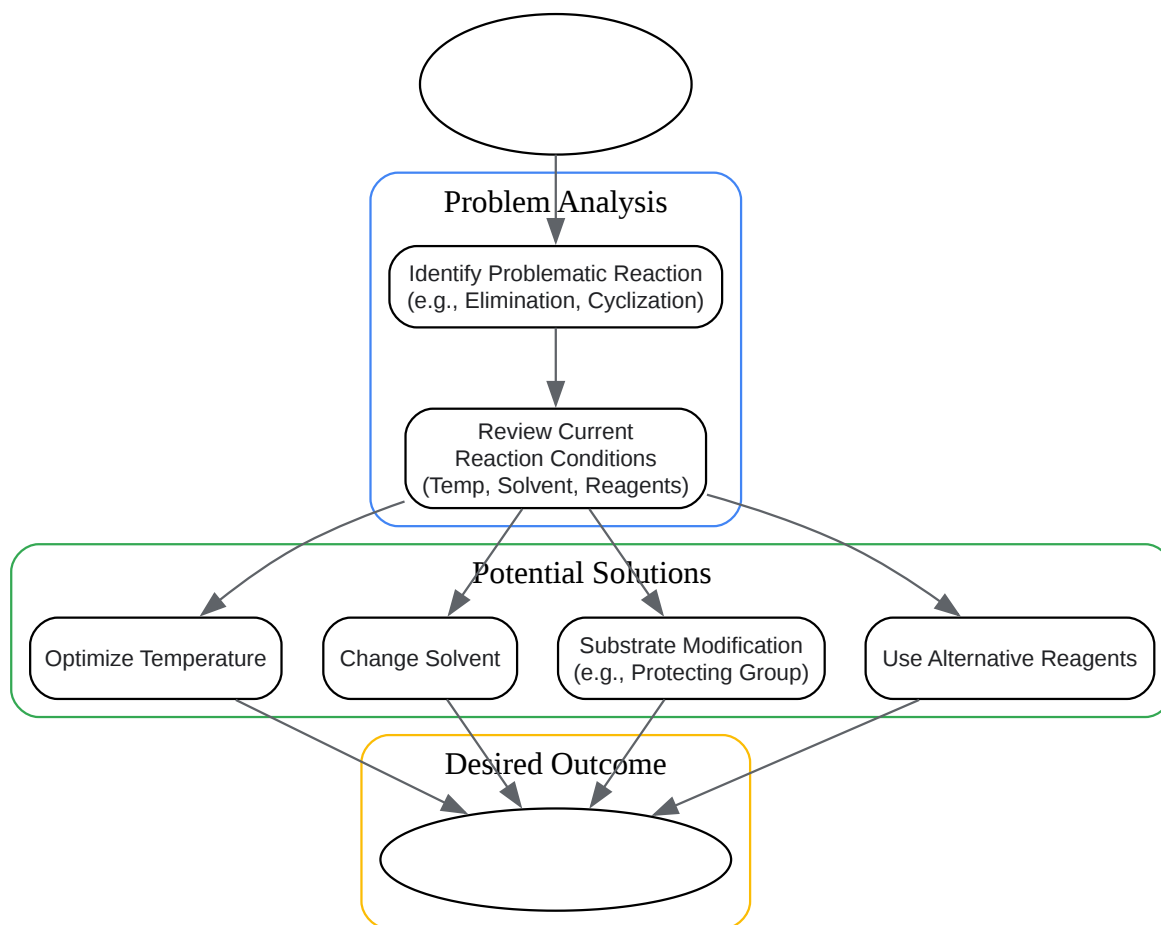 Problem Analysis
Identify Problematic Reaction
(e.g., Elimination, Cyclization)
Review Current
Reaction Conditions
(Temp, Solvent, Reagents)
Potential Solutions
Optimize Temperature
Change Solvent
Substrate Modification
(e.g., Protecting Group)
Use Alternative Reagents
Desired Outcome